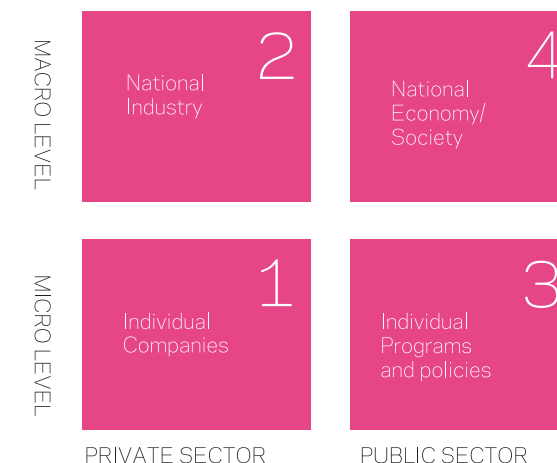 MACRO LEVEL
2
National
Industry
4
National
Economy/
Society
MICRO LEVEL
1
Individual
Companies
3
Individual
Programs
and policies
PRIVATE SECTOR
PUBLIC SECTOR